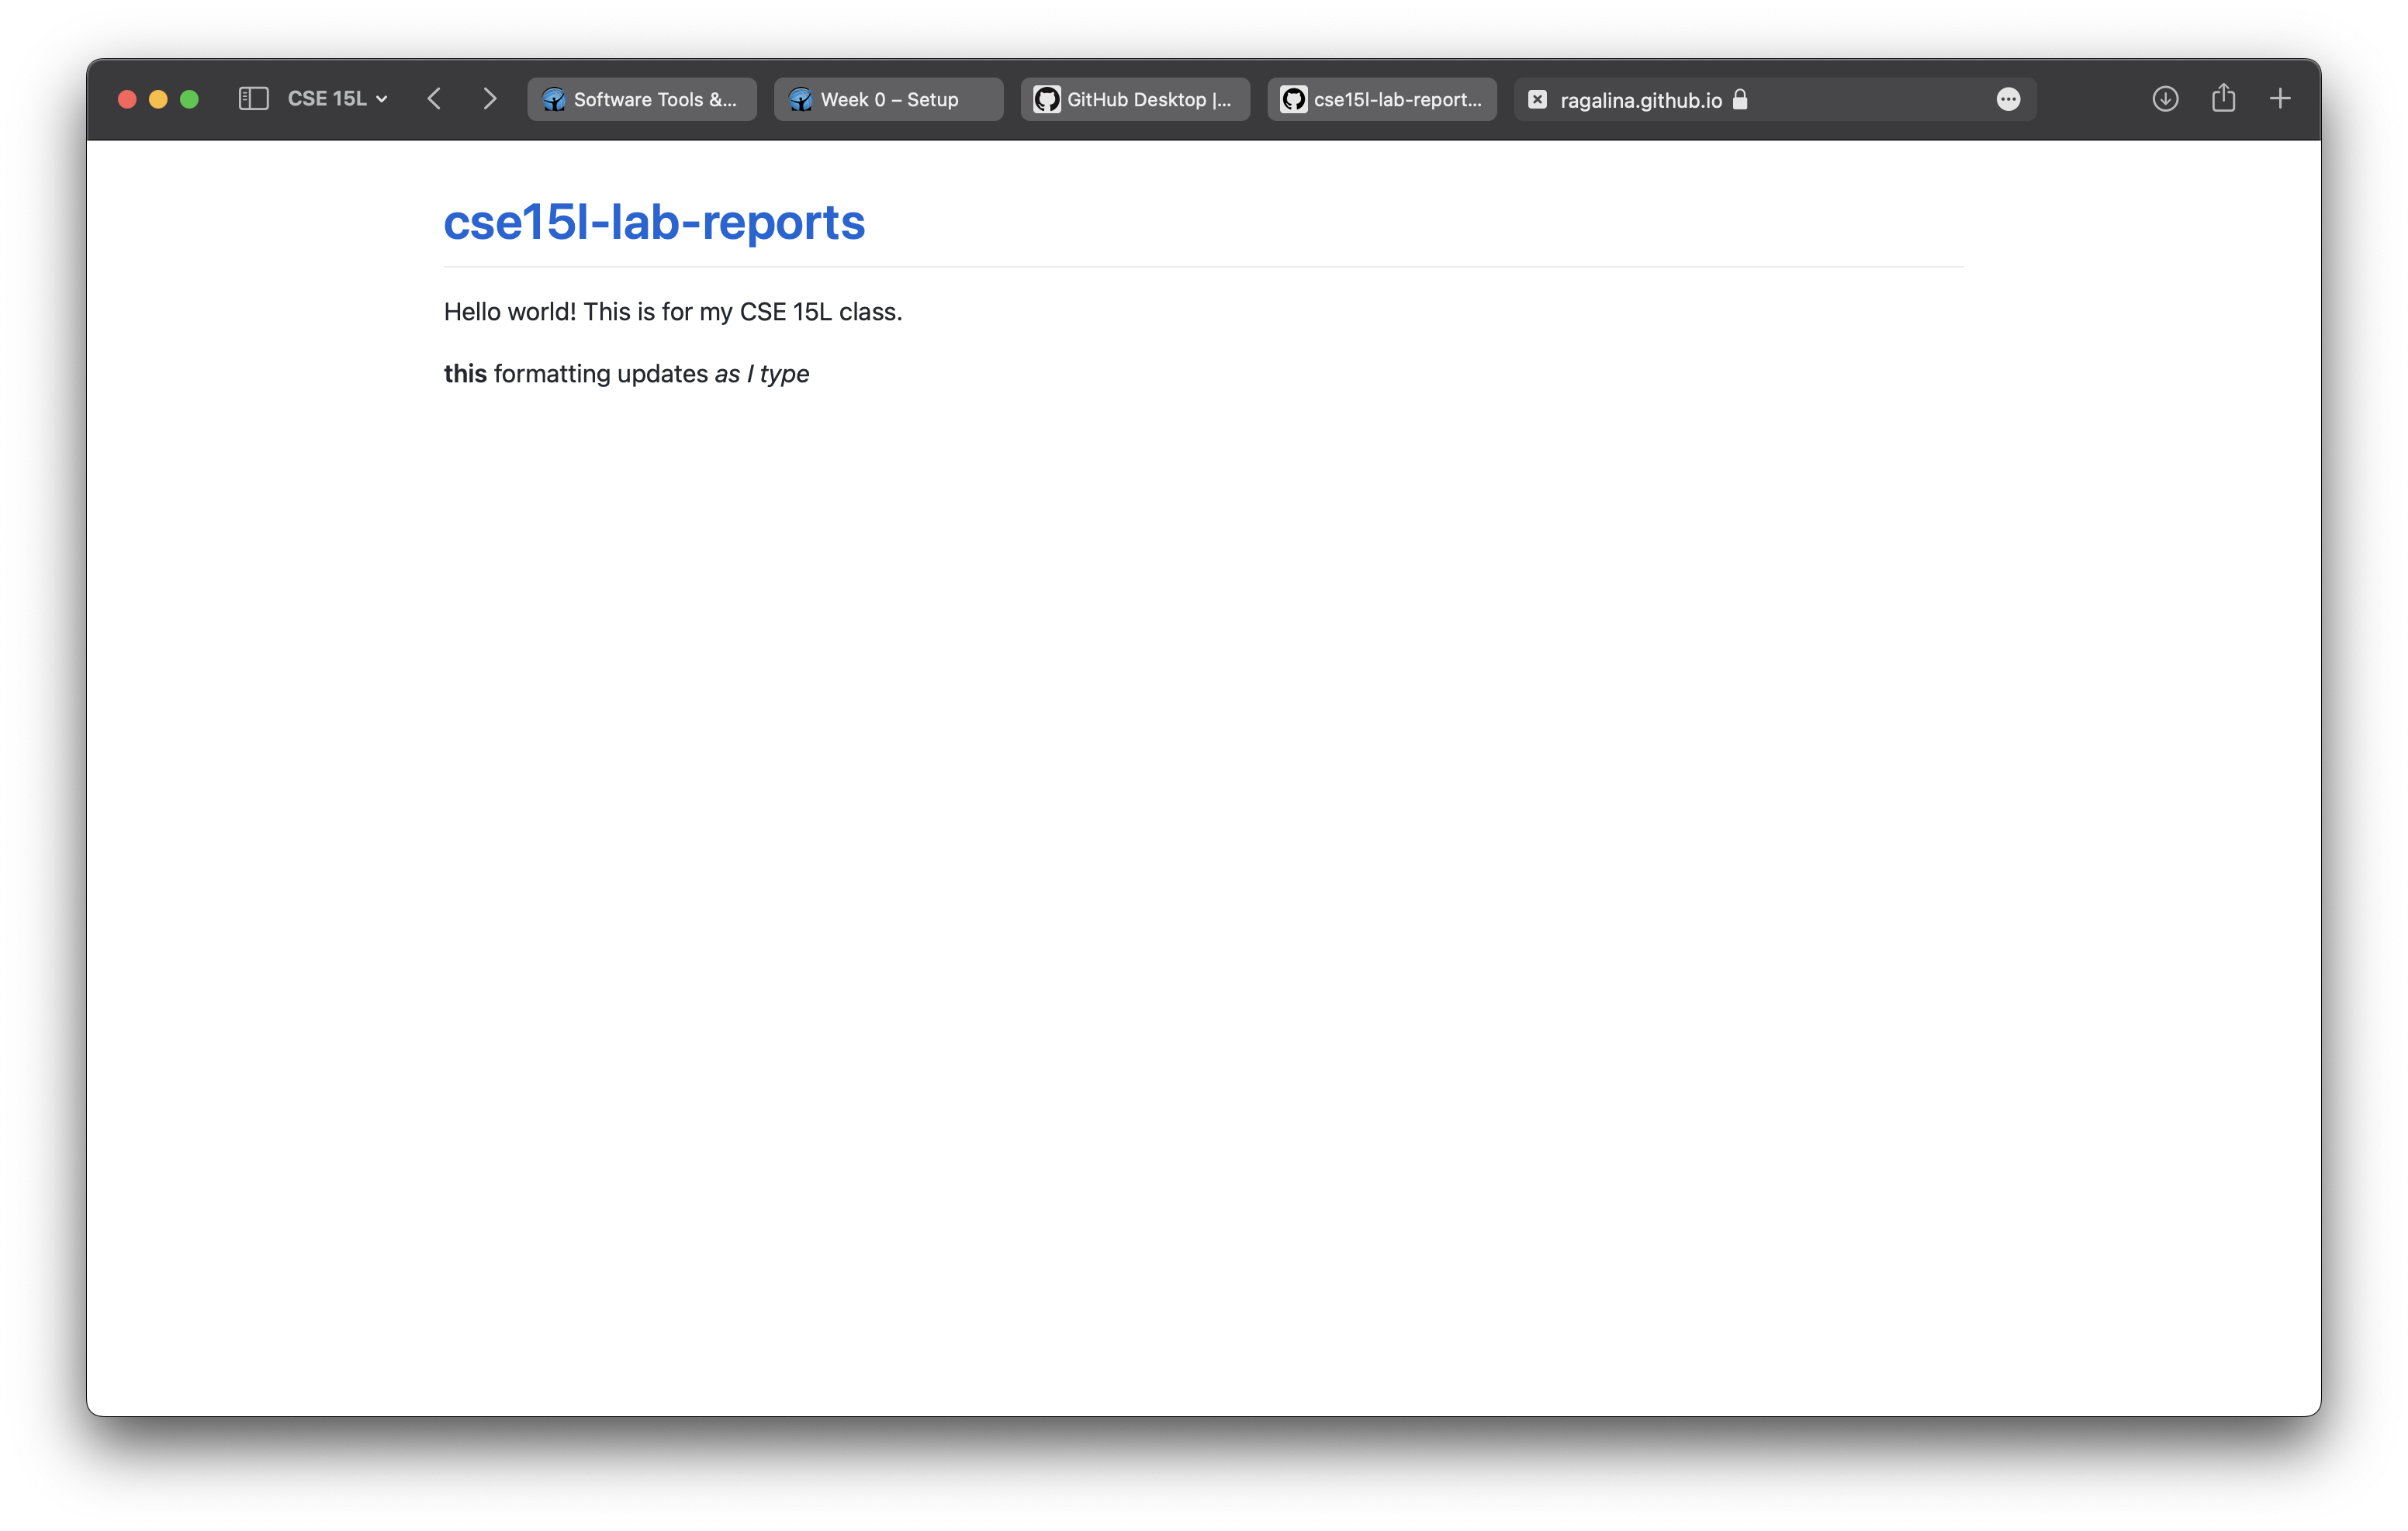 CSE 15L
Software Tools &...
Week 0 – Setup
GitHub Desktop |...
cse15l-lab-report...
ragalina.github.io
cse15l-lab-reports
Hello world! This is for my CSE 15L class.
this formatting updates as I type